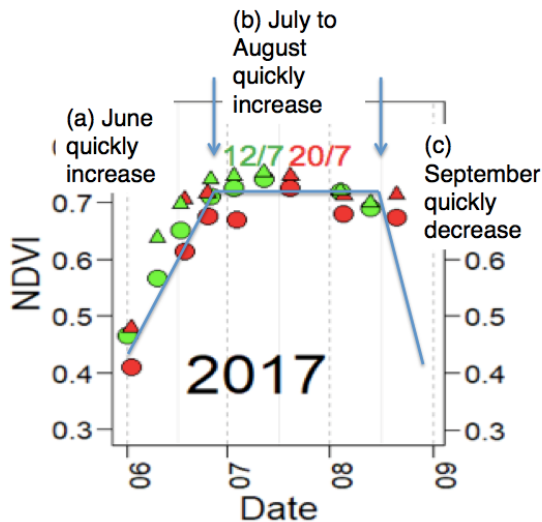 (b) July to
August
quickly
increase
(a) June
quickly
increase
12/7 20/7
(c)
September
quickly
decrease
0.7
0.6
0.5
0.4
0.3
0.6
0.5
0.4
0.3
NDVI
2017
06
07
08
09
Date